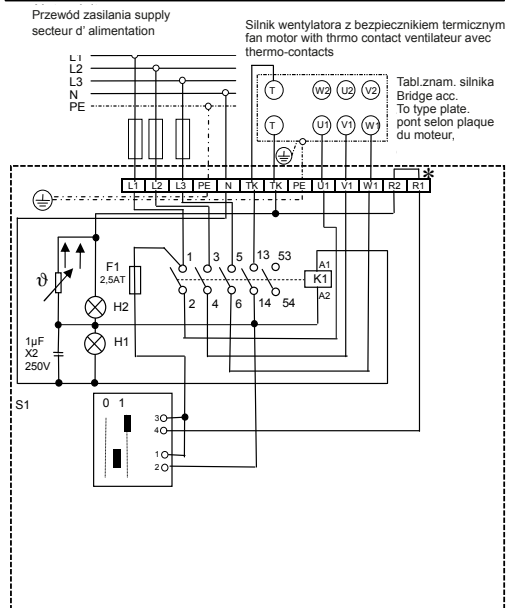 Przewód zasilania supply
secteur d' alimentation
Silnik wentylatora z bezpiecznikiem termicznym
fan motor with thrmo contact ventilateur avec
thermo-contacts
L1
L2
L3
N
PE
T W2 U2 V2
T U1 V1 W1
Tabl.znam. silnika
Bridge acc.
To type plate.
pont selon plaque
du moteur,
L1 L2 L3 PE N TK TK PE U1 V1 W1 R2 R1 *
1 3 5 13 53
F1
2,5AT
A1
K1
A2
2 4 6 14 54
ϑ
H2
H1
1µF
X2
250V
S1
0 1
3
4
1
2